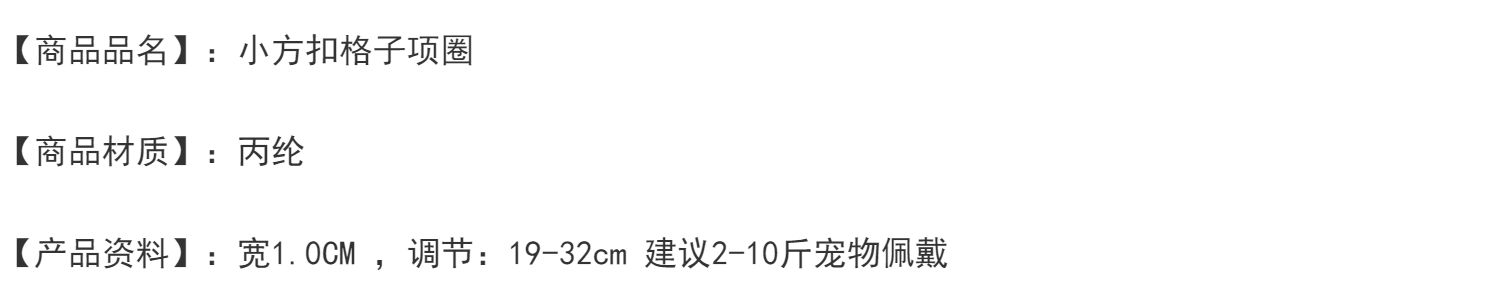 【商品品名】：小方扣格子项圈
【商品材质】：丙纶
【产品资料】：宽1.0CM ，调节：19-32cm 建议2-10斤宠物佩戴